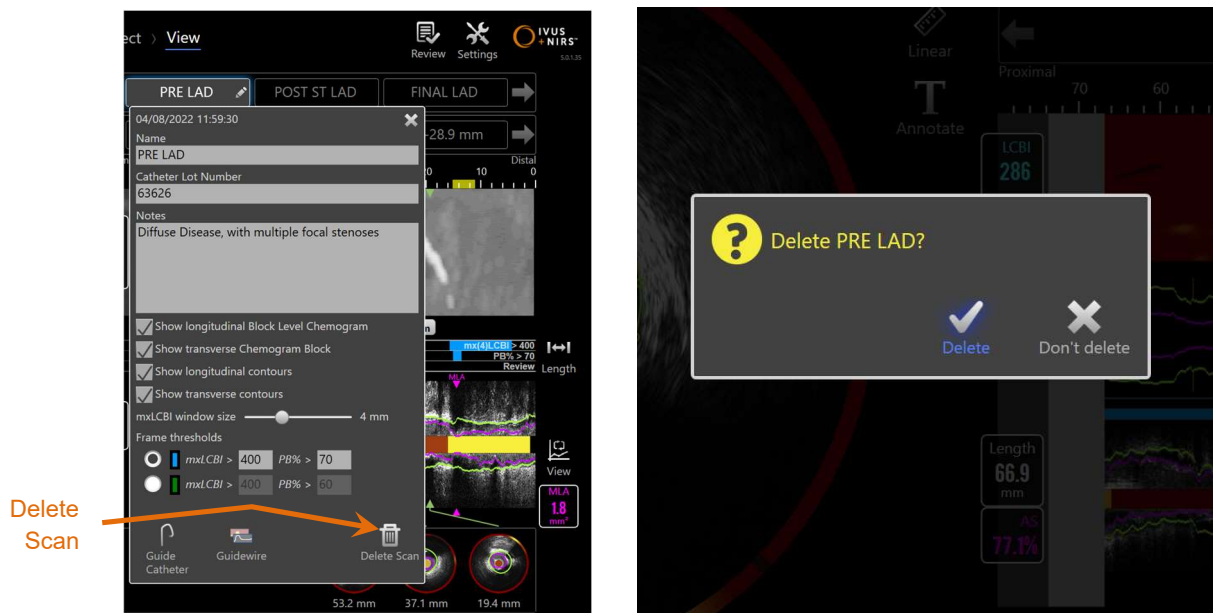 ect > View
Review
Settings
IVUS
+NIRS™
5.0.1.35
PRE LAD
POST ST LAD
FINAL LAD
04/08/2022 11:59:30
Name
PRE LAD
Catheter Lot Number
63626
Notes
Diffuse Disease, with multiple focal stenoses
Show longitudinal Block Level Chemogram
Show transverse Chemogram Block
Show longitudinal contours
Show transverse contours
mxLCBI window size 4 mm
Frame thresholds
mxLCBI > 400 PB% > 70
mxLCBI > 400 PB% > 60
Guide
Catheter
Guidewire
Delete Scan
-28.9 mm
Distal
10
0
mx(4)LCBI > 400
PB% > 70
Review
Length
MLA
View
MLA
1.8
mm²
53.2 mm
37.1 mm
19.4 mm
Delete
Scan
Linear
T
Annotate
Proximal
70
60
LCBI
286
Delete PRE LAD?
Delete
Don't delete
Length
66.9
mm
AS
77.1%